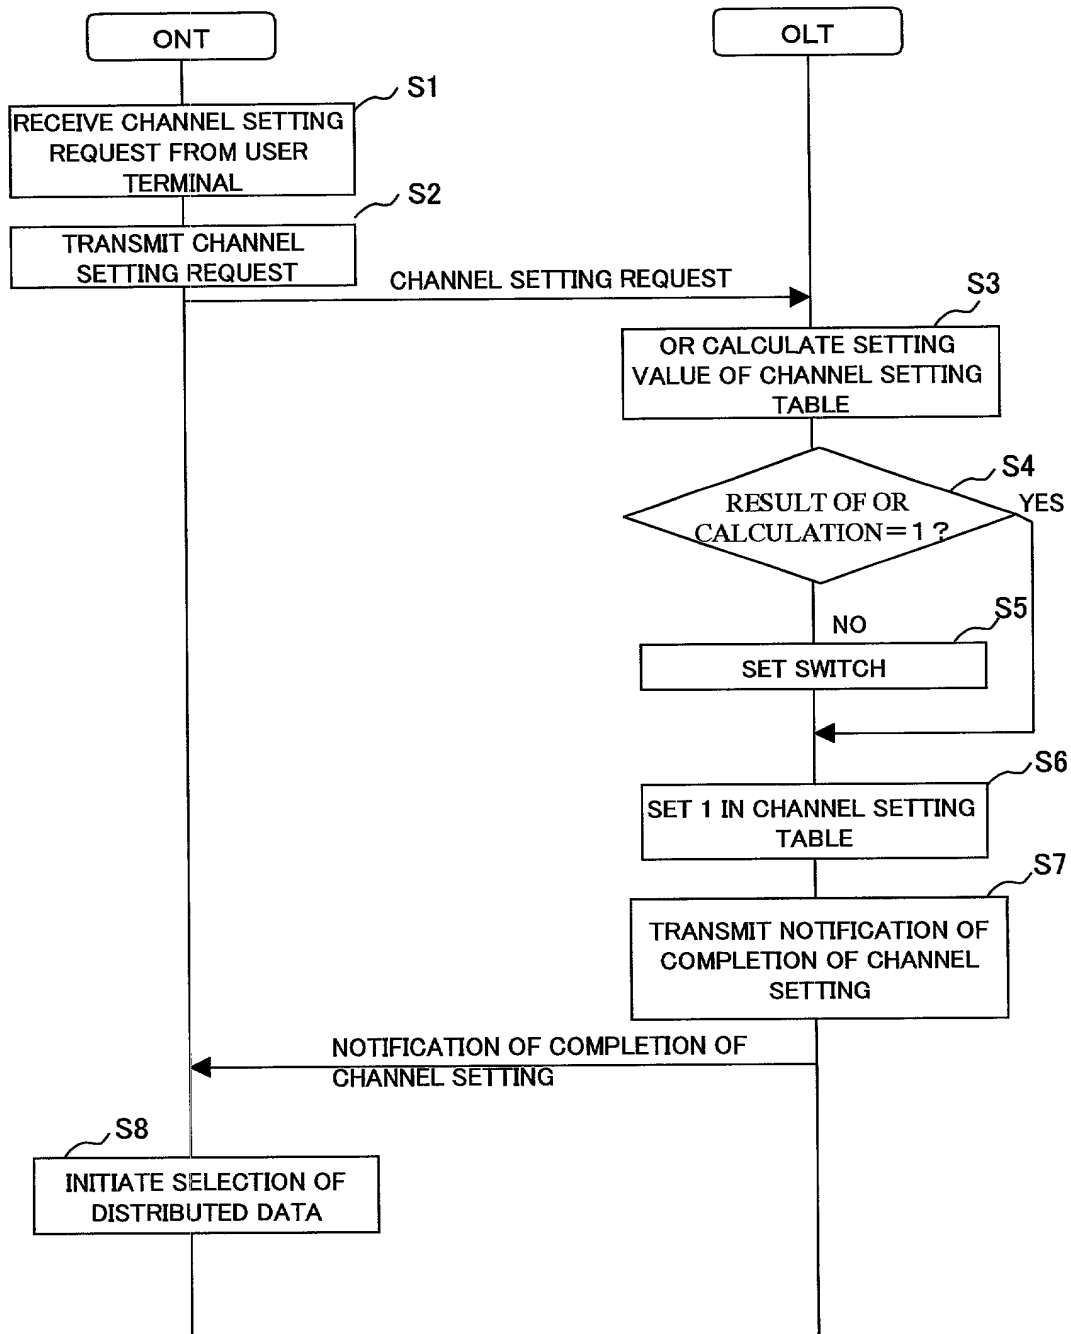 ONT
OLT
S1
RECEIVE CHANNEL SETTING
REQUEST FROM USER
TERMINAL
S2
TRANSMIT CHANNEL
SETTING REQUEST
CHANNEL SETTING REQUEST
S3
OR CALCULATE SETTING
VALUE OF CHANNEL SETTING
TABLE
S4
RESULT OF OR
CALCULATION=1?
YES
NO
S5
SET SWITCH
S6
SET 1 IN CHANNEL SETTING
TABLE
S7
TRANSMIT NOTIFICATION OF
COMPLETION OF CHANNEL
SETTING
NOTIFICATION OF COMPLETION OF
CHANNEL SETTING
S8
INITIATE SELECTION OF
DISTRIBUTED DATA